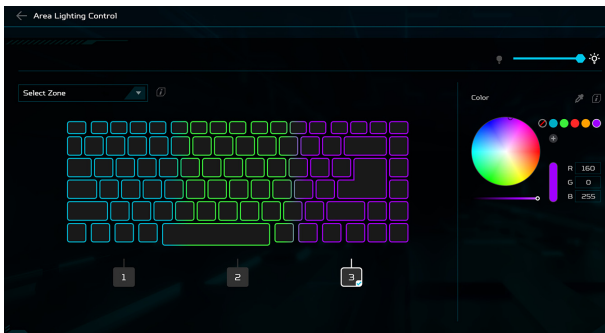 Area Lighting Control
Select Zone
Color
R 160
G 0
B 255
1 2 3